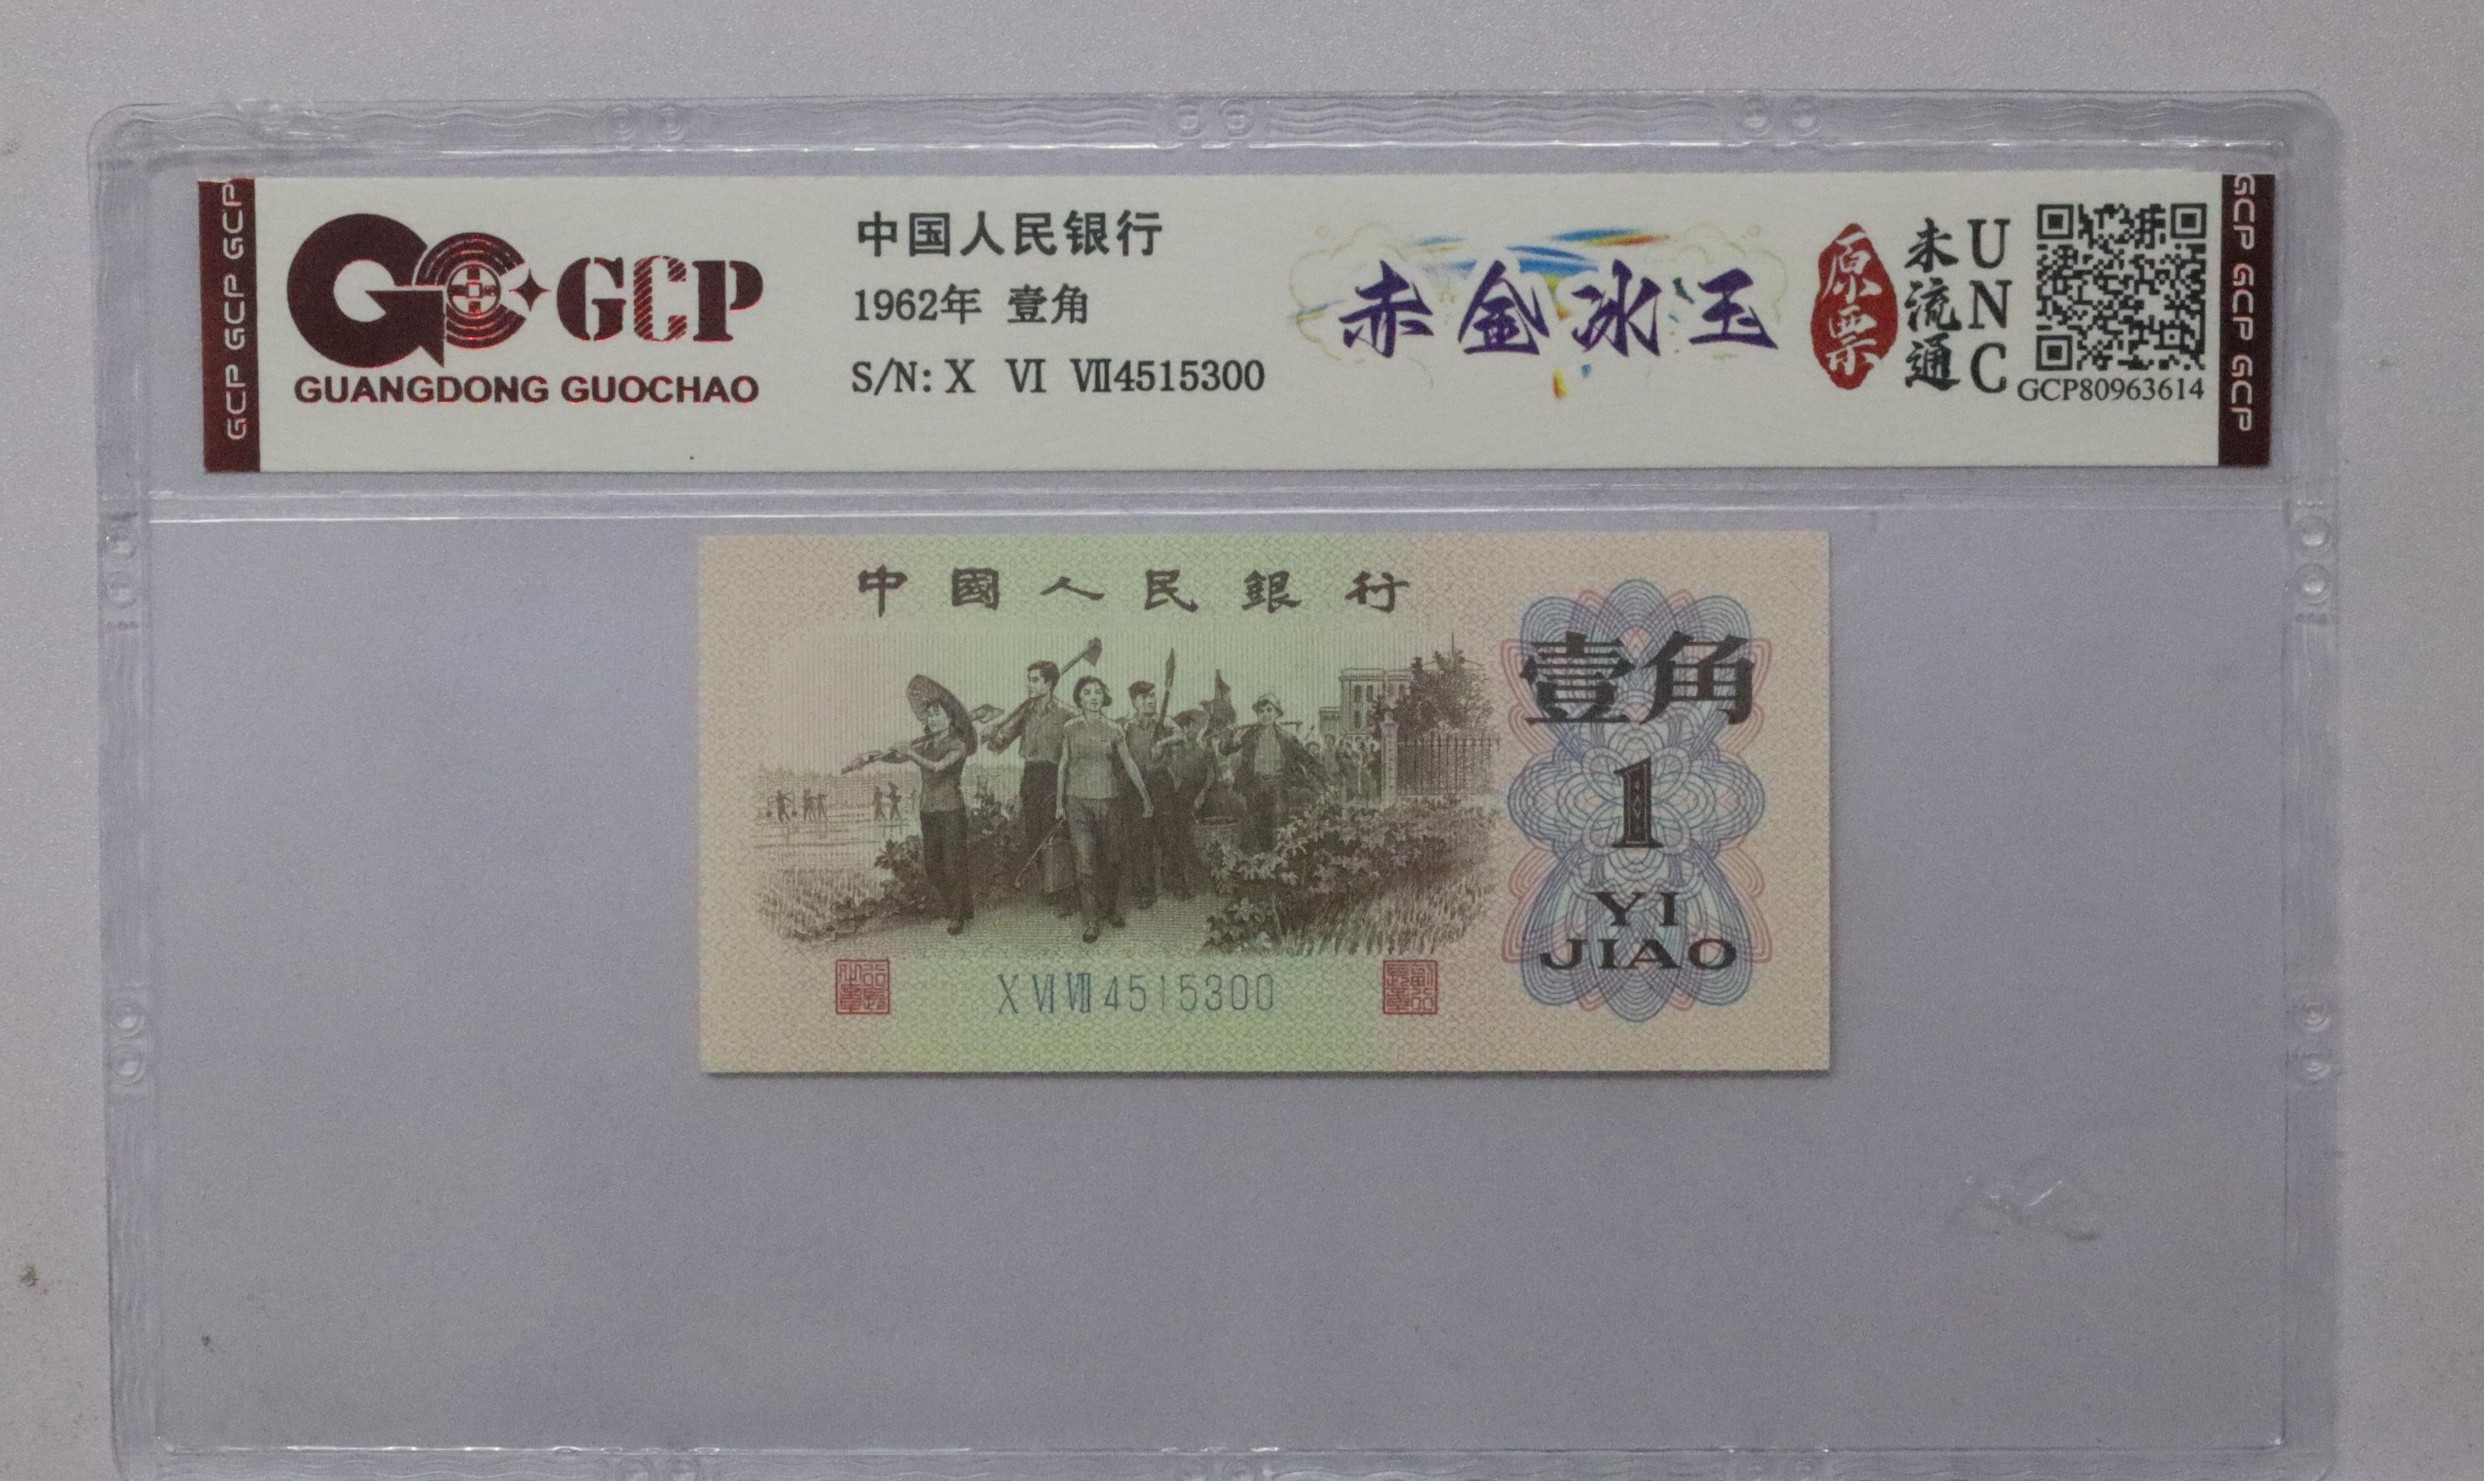 GCP GCP GCP
GCP
GUANGDONG GUOCHAO
中国人民银行
1962年 壹角
S/N: X Ⅵ Ⅶ4515300
赤金冰玉
原票
未流通
UNC
GCP80963614
GCP GCP GCP
中國人民銀行
壹角
1
YI
JIAO
X Ⅵ Ⅶ 4515300